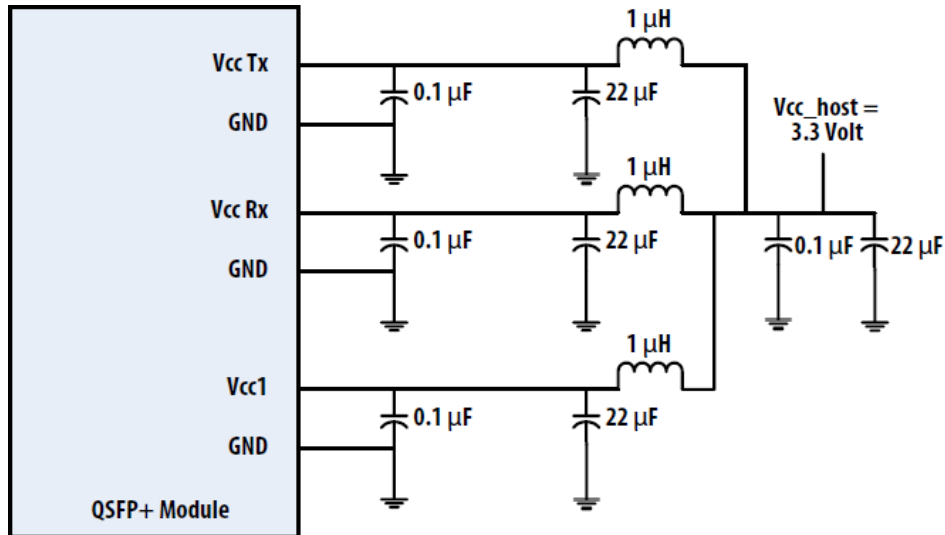 1 μH
Vcc Tx
0.1 μF
22 μF
GND
Vcc_host =
3.3 Volt
1 μH
Vcc Rx
0.1 μF
22 μF
0.1 μF
22 μF
GND
1 μH
Vcc1
0.1 μF
22 μF
GND
QSFP+ Module